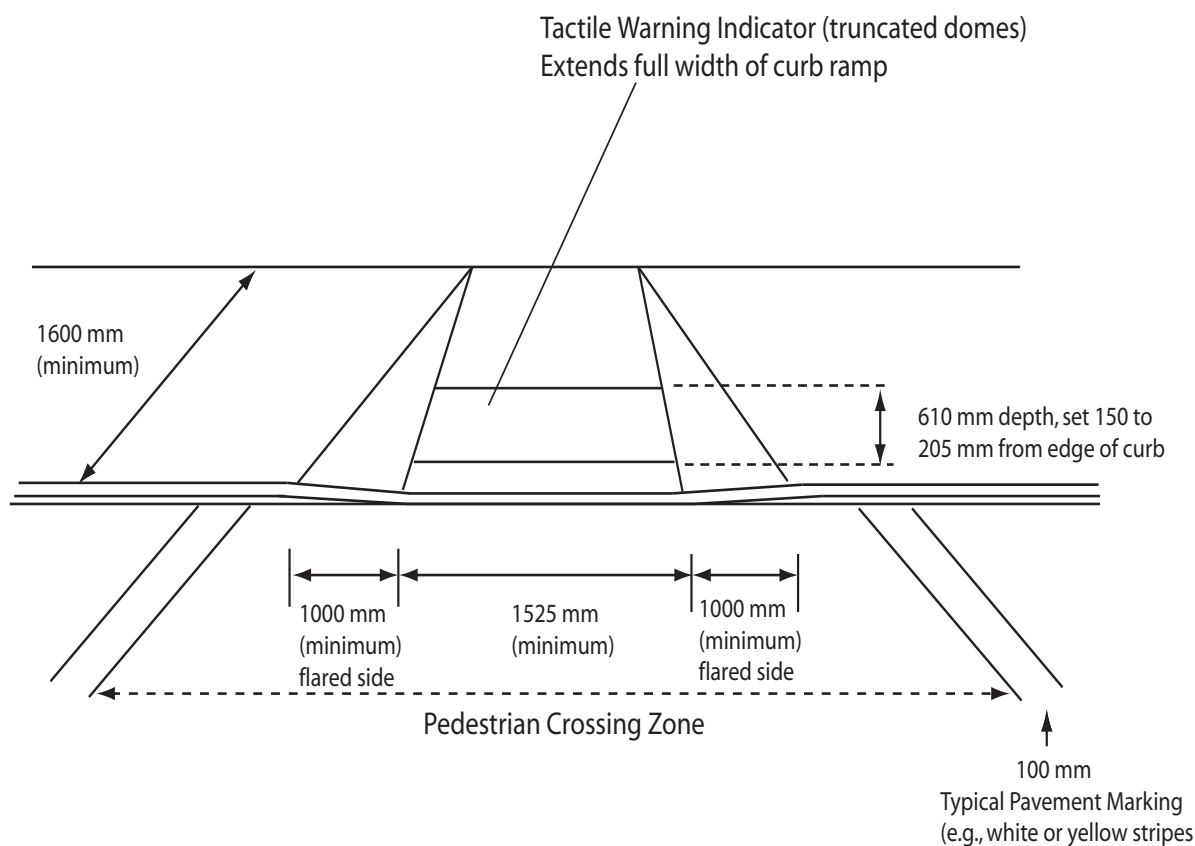 Tactile Warning Indicator (truncated domes)
Extends full width of curb ramp
1600 mm
(minimum)
610 mm depth, set 150 to
205 mm from edge of curb
1000 mm
(minimum)
flared side
1525 mm
(minimum)
1000 mm
(minimum)
flared side
Pedestrian Crossing Zone
100 mm
Typical Pavement Marking
(e.g., white or yellow stripes